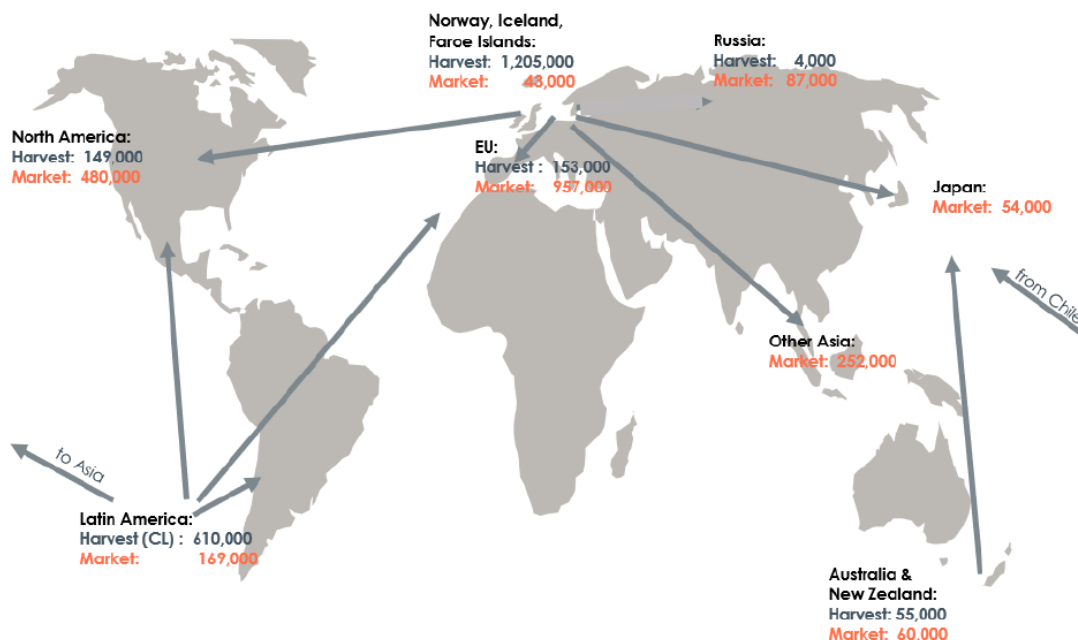 Norway, Iceland,
Faroe Islands:
Harvest: 1,205,000
Market: 43,000
Russia:
Harvest: 4,000
Market: 87,000
North America:
Harvest: 149,000
Market: 480,000
EU:
Harvest : 153,000
Market: 957,000
Japan:
Market: 54,000
from Chile
Other Asia:
Market: 252,000
to Asia
Latin America:
Harvest (CL) : 610,000
Market: 169,000
Australia &
New Zealand:
Harvest: 55,000
Market: 60,000